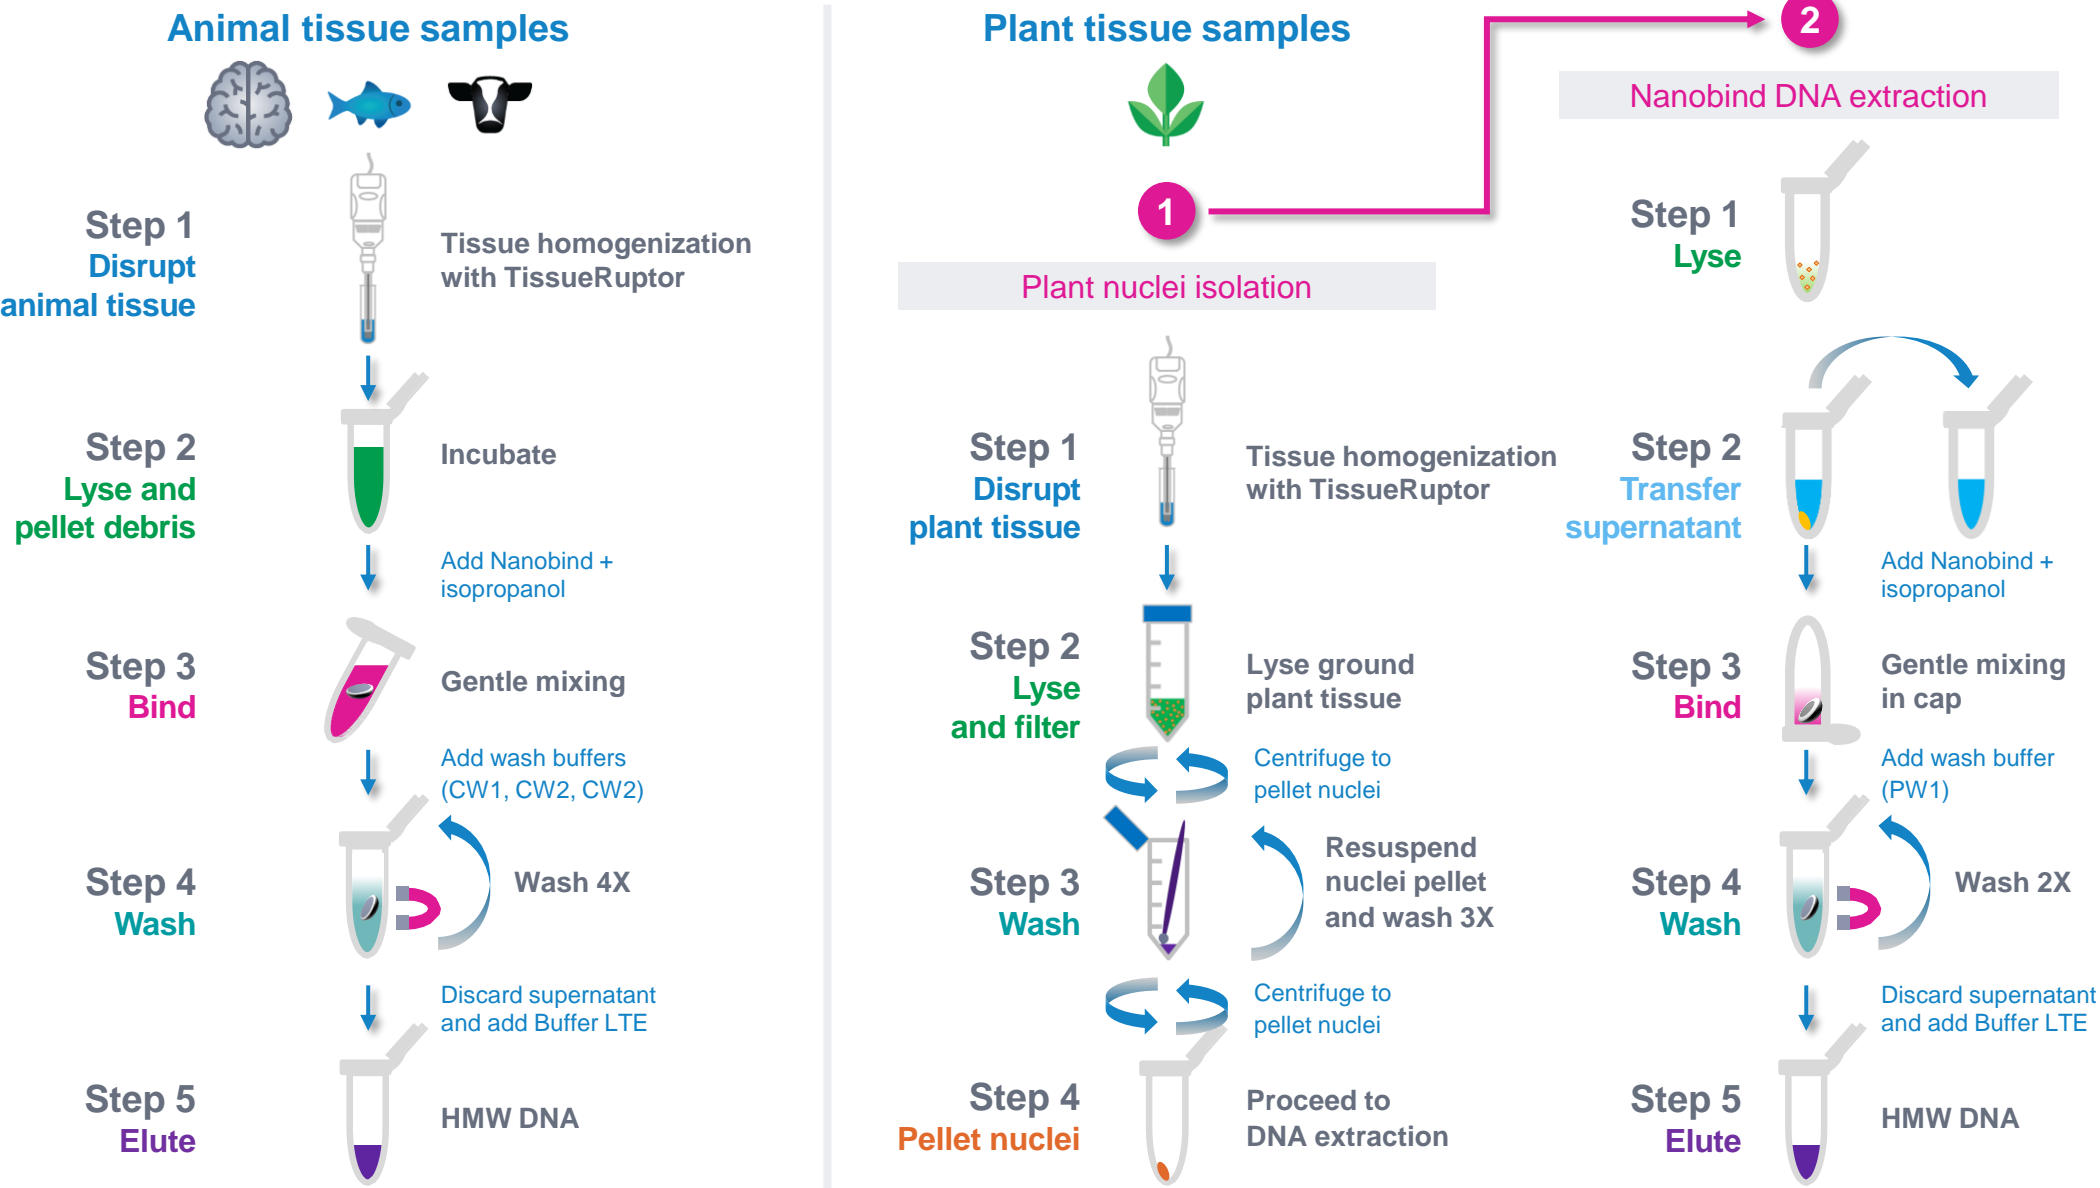 Animal tissue samples
Step 1
Disrupt
animal tissue
Tissue homogenization
with TissueRuptor
Step 2
Lyse and
pellet debris
Incubate
Add Nanobind +
isopropanol
Step 3
Bind
Gentle mixing
Add wash buffers
(CW1, CW2, CW2)
Step 4
Wash
Wash 4X
Discard supernatant
and add Buffer LTE
Step 5
Elute
HMW DNA
Plant tissue samples
1
Plant nuclei isolation
Step 1
Disrupt
plant tissue
Tissue homogenization
with TissueRuptor
Step 2
Lyse
and filter
Lyse ground
plant tissue
Centrifuge to
pellet nuclei
Step 3
Wash
Resuspend
nuclei pellet
and wash 3X
Centrifuge to
pellet nuclei
Step 4
Pellet nuclei
Proceed to
DNA extraction
2
Nanobind DNA extraction
Step 1
Lyse
Step 2
Transfer
supernatant
Add Nanobind +
isopropanol
Step 3
Bind
Gentle mixing
in cap
Add wash buffer
(PW1)
Step 4
Wash
Wash 2X
Discard supernatant
and add Buffer LTE
Step 5
Elute
HMW DNA